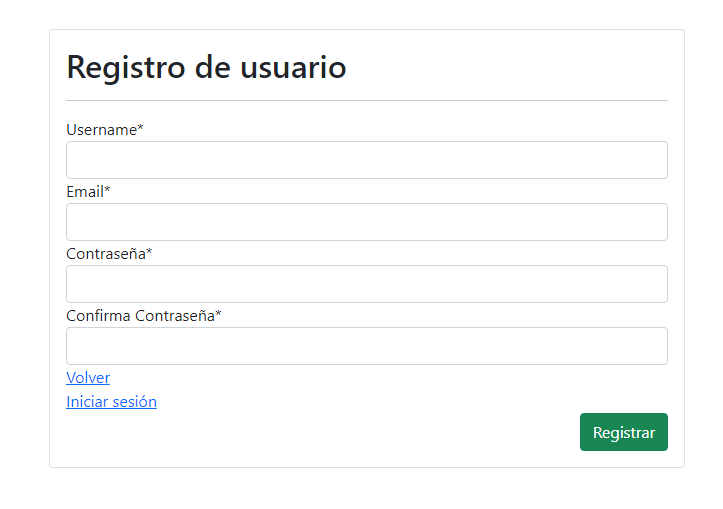 Registro de usuario
Username*
Email*
Contraseña*
Confirma Contraseña*
Volver
Iniciar sesión
Registrar